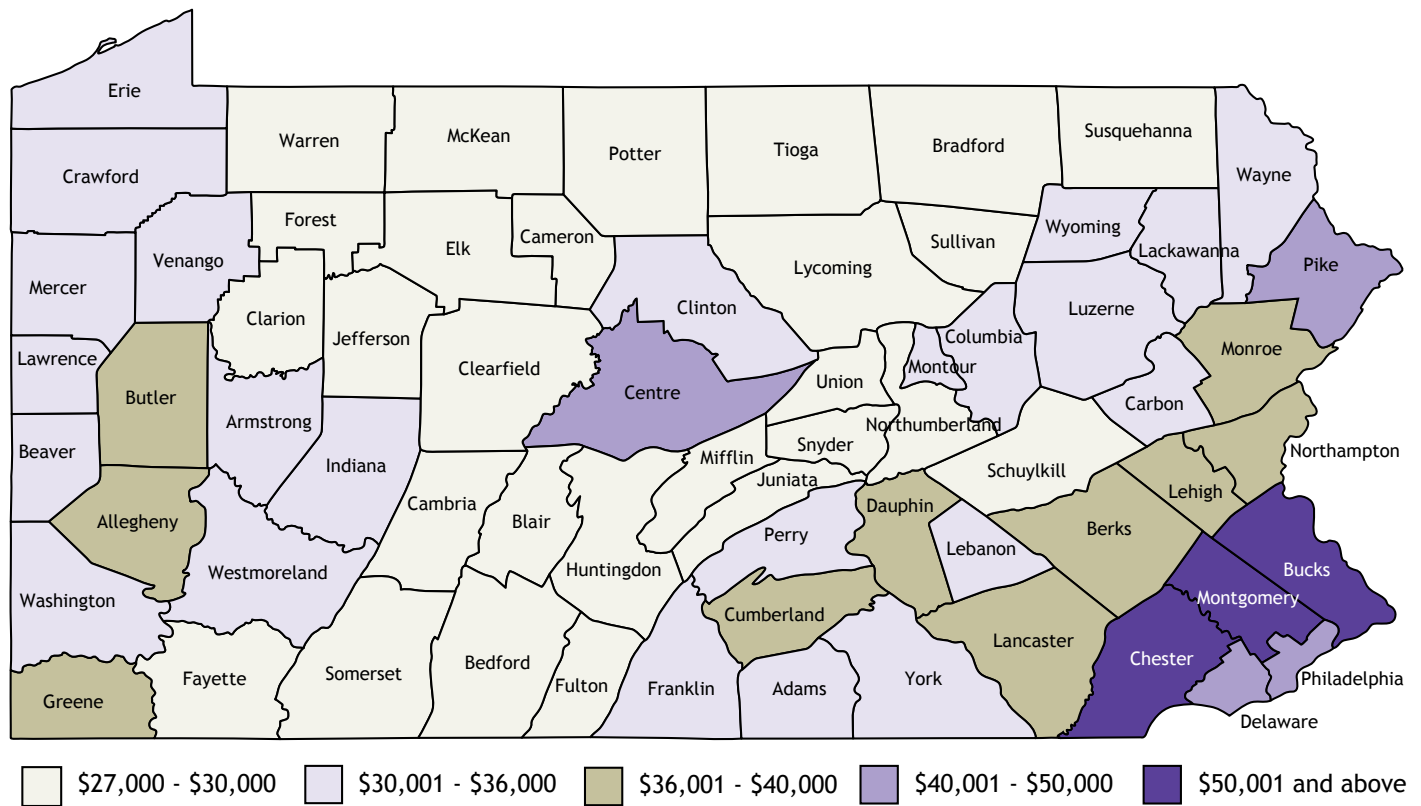 Erie
Warren
McKean
Potter
Tioga
Bradford
Susquehanna
Crawford
Wayne
Forest
Elk
Cameron
Sullivan
Wyoming
Lackawanna
Venango
Lycoming
Pike
Mercer
Clarion
Jefferson
Clinton
Luzerne
Columbia
Lawrence
Clearfield
Monroe
Montour
Union
Butler
Centre
Carbon
Armstrong
Northumberland
Snyder
Beaver
Indiana
Mifflin
Northampton
Schuylkill
Juniata
Lehigh
Cambria
Dauphin
Allegheny
Blair
Berks
Perry
Lebanon
Westmoreland
Huntingdon
Bucks
Washington
Montgomery
Cumberland
Lancaster
Chester
Bedford
Somerset
Fayette
Fulton
Franklin
Adams
York
Philadelphia
Greene
Delaware
$27,000 - $30,000
$30,001 - $36,000
$36,001 - $40,000
$40,001 - $50,000
$50,001 and above